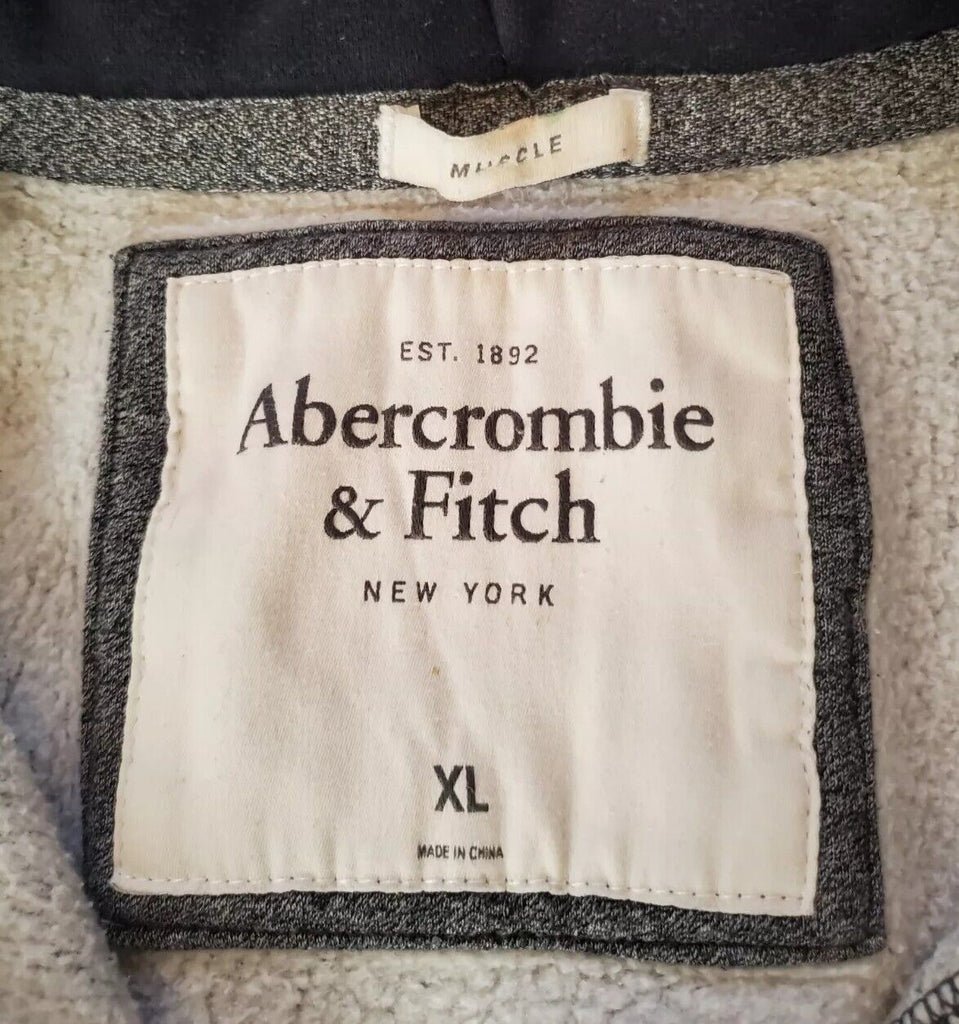 MUSCLE
EST. 1892
Abercrombie
& Fitch
NEW YORK
XL
MADE IN CHINA